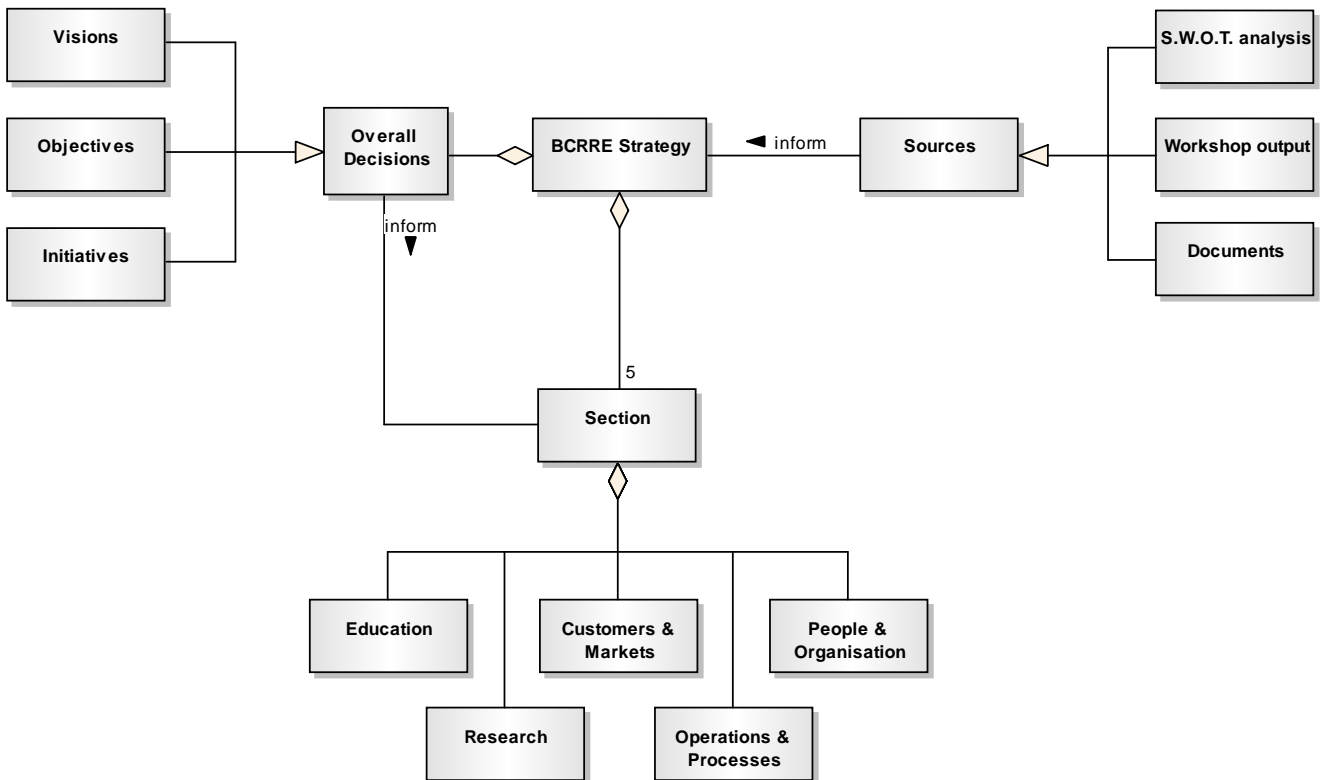 Visions
Objectives
Initiatives
Overall
Decisions
inform
BCRRE Strategy
inform
Sources
S.W.O.T. analysis
Workshop output
Documents
5
Section
Education
Research
Customers &
Markets
Operations &
Processes
People &
Organisation